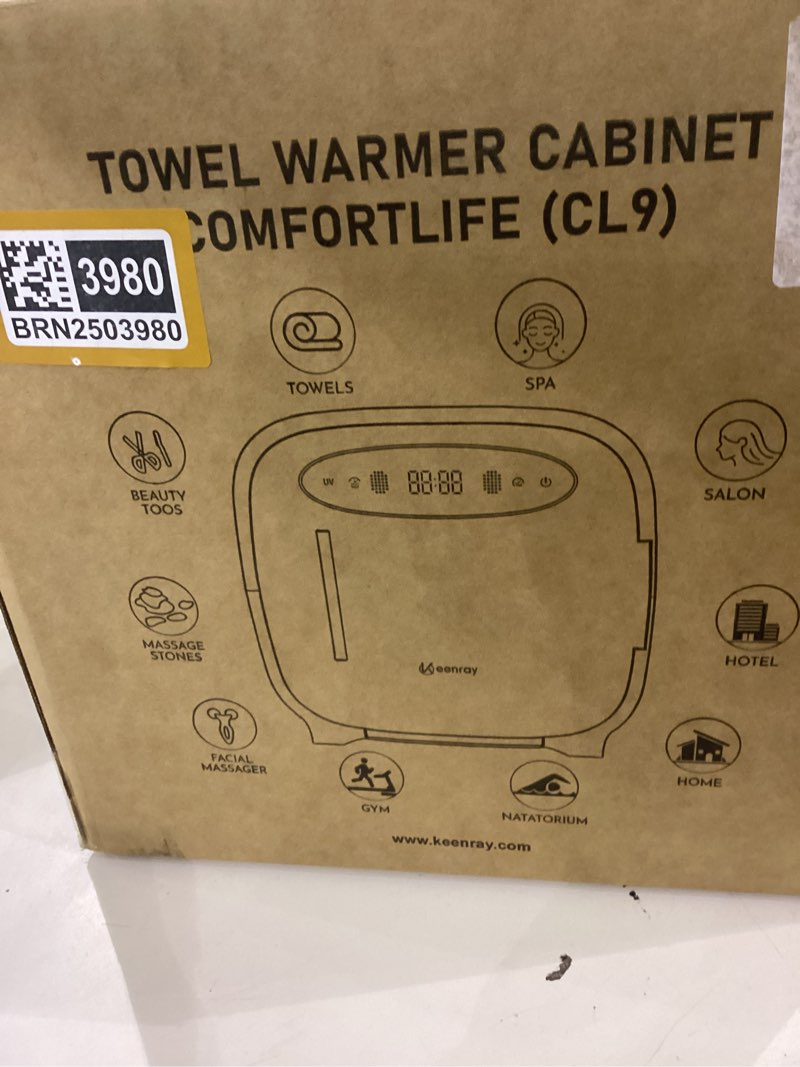 TOWEL WARMER CABINET
COMFORTLIFE (CL9)
3980
BRN2503980
TOWELS
SPA
BEAUTY
TOOS
SALON
UV
88:88
MASSAGE
STONES
HOTEL
Keenray
FACIAL
MASSAGER
HOME
GYM
NATATORIUM
www.keenray.com